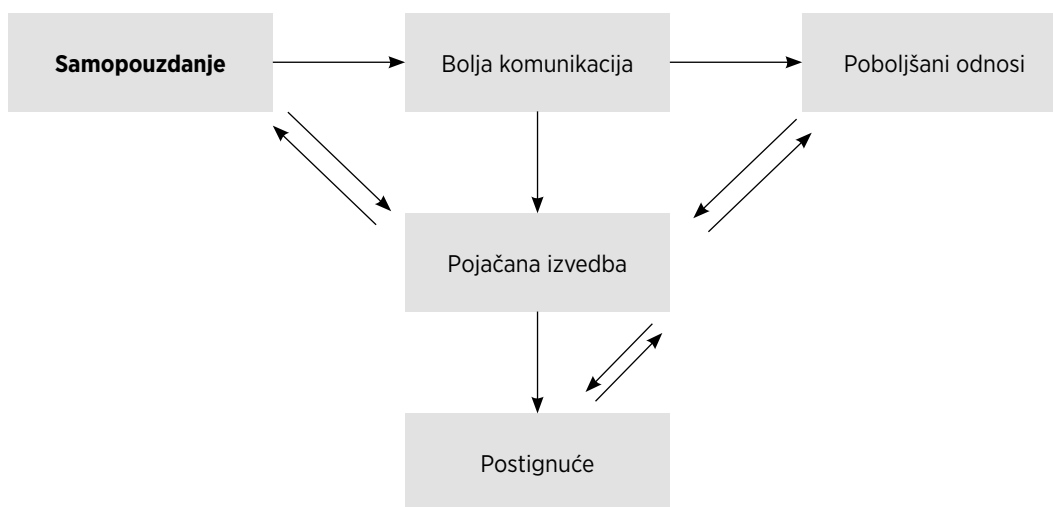 Samopouzdanje
Bolja komunikacija
Poboljšani odnosi
Pojačana izvedba
Postignuće